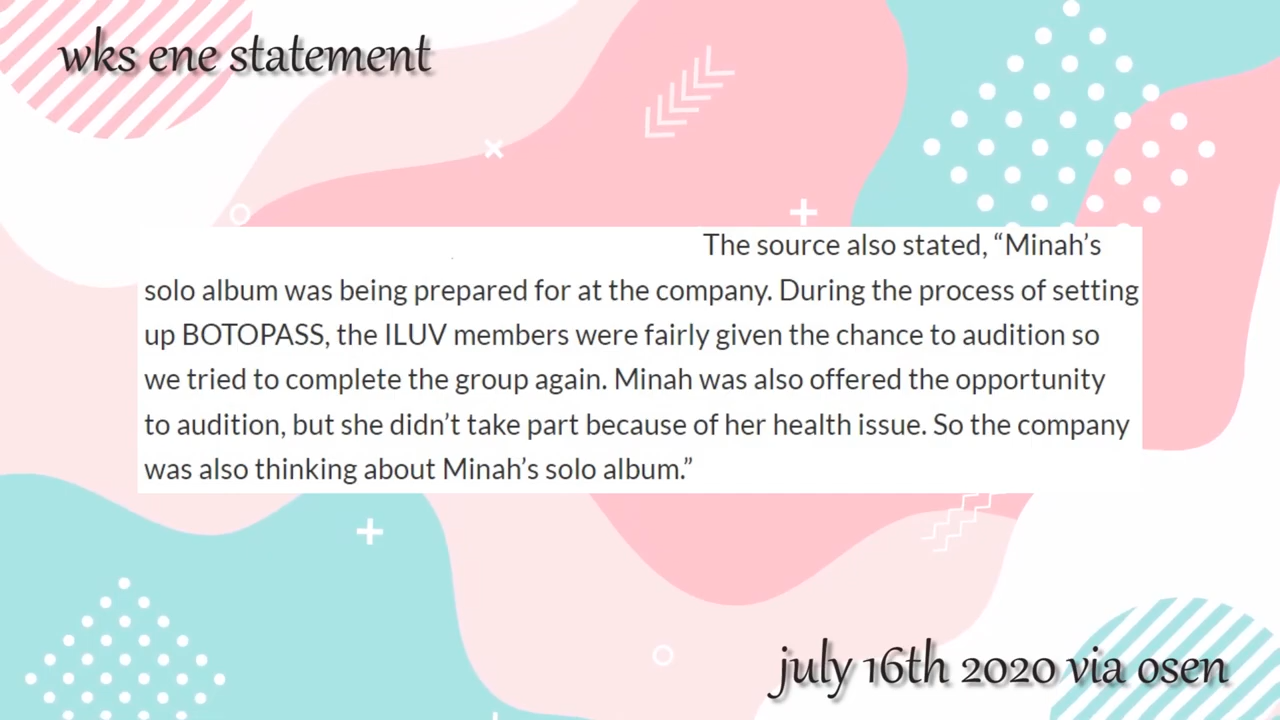 wks ene statement
The source also stated, “Minah’s
solo album was being prepared for at the company. During the process of setting
up BOTOPASS, the ILUV members were fairly given the chance to audition so
we tried to complete the group again. Minah was also offered the opportunity
to audition, but she didn’t take part because of her health issue. So the company
was also thinking about Minah’s solo album.”
july 16th 2020 via osen